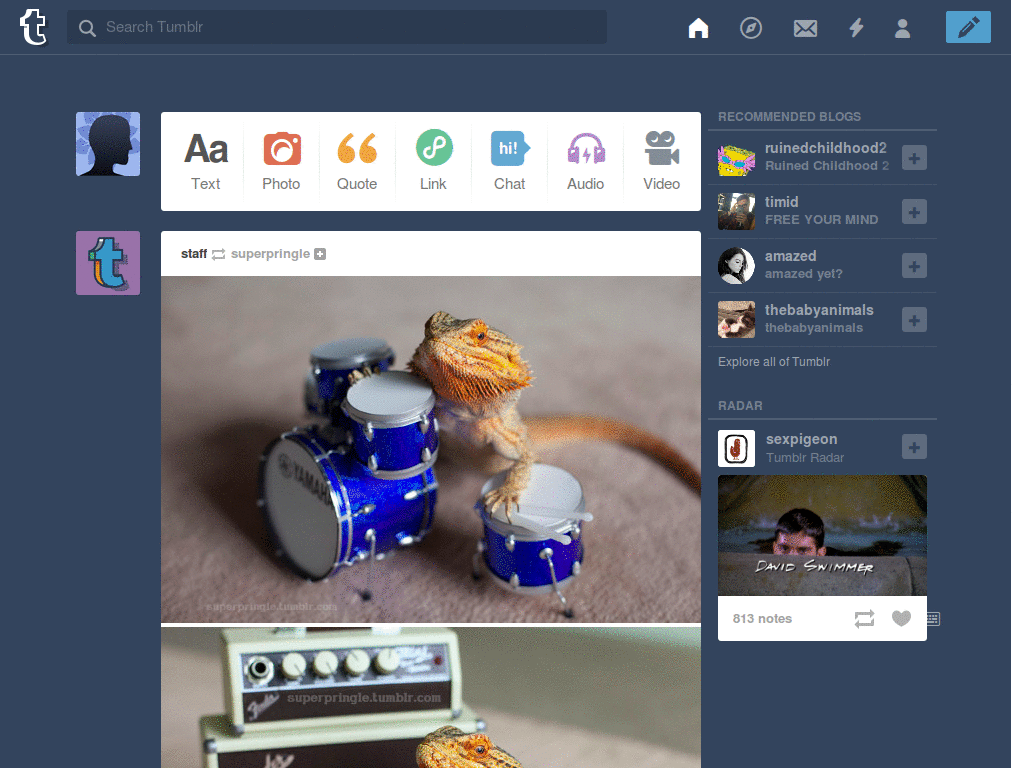 Search Tumblr
Aa
Text
Photo
Quote
Link
hi!
Chat
Audio
Video
staff superpringle
YAMAHA
superpringle.tumblr.com
superpringle.tumblr.com
Fender
RECOMMENDED BLOGS
ruinedchildhood2
Ruined Childhood 2
timid
FREE YOUR MIND
amazed
amazed yet?
thebabyanimals
thebabyanimals
Explore all of Tumblr
RADAR
sexpigeon
Tumblr Radar
DAVID SWIMMER
813 notes